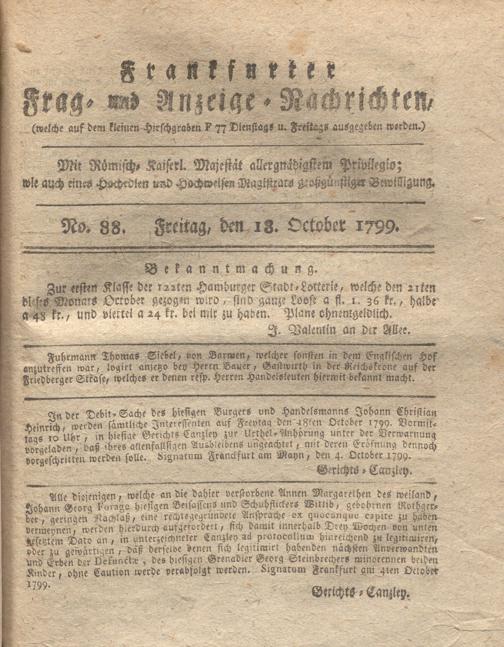 Frankfurter
Frag- und Anzeige-Nachrichten,
(welche auf dem kleinen Hirschgraben F 77 Dienstags u. Freitags ausgegeben werden.)
Mit Römisch-Kaiserl. Majestät allergnädigstem Privilegio;
wie auch eines Hochedlen und Hochweisen Magistrats großgünstiger Bewilligung.
No. 88. Freitag, den 18. October 1799.
Bekanntmachung.
Zur ersten Klasse der 122ten Hamburger Stadt-Lotterie, welche den 21ten
dieses Monats October gezogen wird, sind ganze Loose a fl. 1. 36 kr., halbe
a 48 kr., und viertel a 24 kr. bei mir zu haben. Plane ohnentgeldlich.
J. Valentin an der Allee.
Fuhrmann Thomas Siebel, von Barmen, welcher sonsten in dem Englischen Hof
anzutreffen war, logirt anjezo bey Herrn Bauer, Gastwirth in der Reichskrone auf der
Friedberger Straße, welches er denen resp. Herren Handelsleuten hiermit bekannt macht.
In der Debit-Sache des hiesigen Burgers und Handelsmanns Johann Christian
Heinrich, werden sämtliche Interessenten auf Freytag den 18ten October 1799. Vormit-
tags 10 Uhr, in hiesige Gerichts Canzley zur Urthel-Anhörung unter der Verwarnung
vorgeladen, daß ihres allenfallsigen Ausbleibens ungeachtet, mit deren Eröfnung dennoch
vorgeschritten werden solle. Signatum Franckfurt am Mayn, den 4. October 1799.
Gerichts-Canzley.
Alle diejenigen, welche an die dahier verstorbene Annen Margarethen des weiland,
Johann Georg Farago hiesigen Beisassens und Schuhflickers Wittib, gebohrnen Rothger-
der, geringen Nachlaß, eine rechtsgegründete Ansprache ex quocunque capite zu haben
vermeynen, werden hierdurch aufgefordert, sich damit innerhalb Drey Wochen von unten
gesetztem Dato an, in unterzeichneter Canzley ad protocollum hinreichend zu legitimiren,
oder zu gewärtigen, daß derselbe denen sich legitimirt habenden nächsten Anverwandten
und Erben der Defunctæ, des hiesigen Grenadier Georg Steinbrechers minorennen beiden
Kinder, ohne Caution werde verabfolgt werden. Signatum Frankfurt am 4ten October
1799.
Gerichts-Canzley.